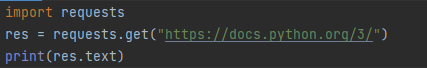 import requests
res = requests.get("https://docs.python.org/3/")
print(res.text)